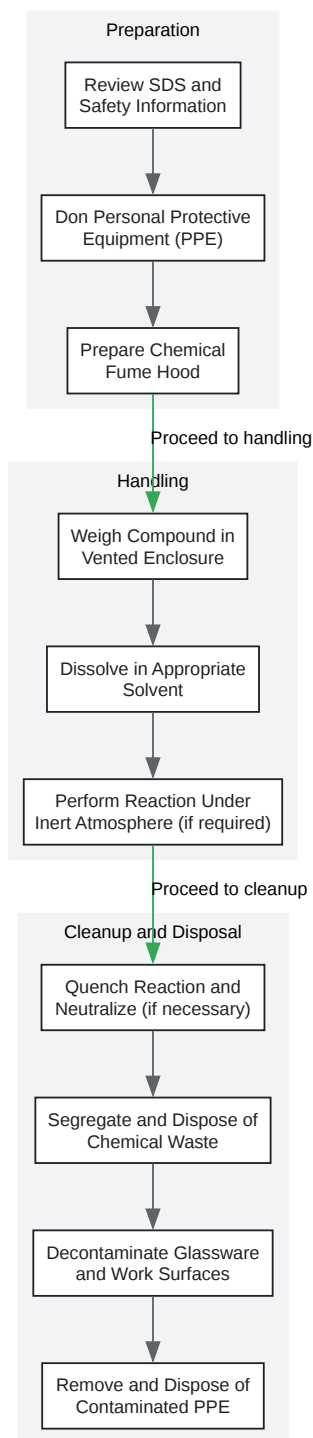 Preparation
Review SDS and
Safety Information
Don Personal Protective
Equipment (PPE)
Prepare Chemical
Fume Hood
Proceed to handling
Handling
Weigh Compound in
Vented Enclosure
Dissolve in Appropriate
Solvent
Perform Reaction Under
Inert Atmosphere (if required)
Proceed to cleanup
Cleanup and Disposal
Quench Reaction and
Neutralize (if necessary)
Segregate and Dispose of
Chemical Waste
Decontaminate Glassware
and Work Surfaces
Remove and Dispose of
Contaminated PPE